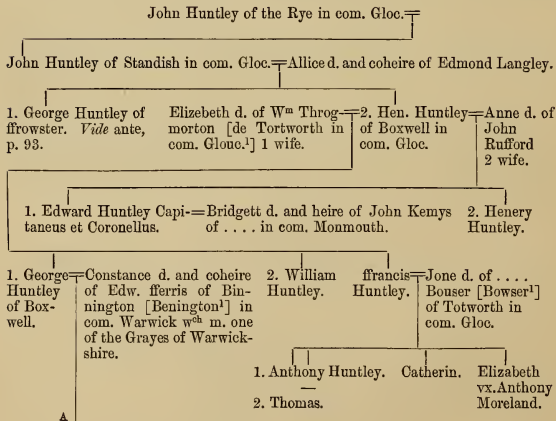 John Huntley of the Rye in com. Gloc.
John Huntley of Standish in com. Gloc. Allice d. and coheire of Edmond Langley.
1. George Huntley of
ffrowster. Vide ante,
p. 93.
Elizebeth d. of Wm Throg-
morton [de Tortworth in
com. Glouc.1] 1 wife.
2. Hen. Huntley
of Boxwell in
com. Gloc.
Anne d. of
John
Rufford
2 wife.
1. Edward Huntley Capi-
taneus et Coronellus.
Bridgett d. and heire of John Kemys
of .... in com. Monmouth.
2. Henery
Huntley.
1. George
Huntley
of Box-
well.
Constance d. and coheire
of Edw. fferris of Bin-
nington [Benington1] in
com. Warwick wch m. one
of the Grayes of Warwick-
shire.
2. William
Huntley.
ffrancis
Huntley.
Jone d. of ....
Bouser [Bowser1]
of Totworth in
com. Gloc.
1. Anthony Huntley.
—
2. Thomas.
Catherin.
Elizabeth
vx. Anthony
Moreland.
A